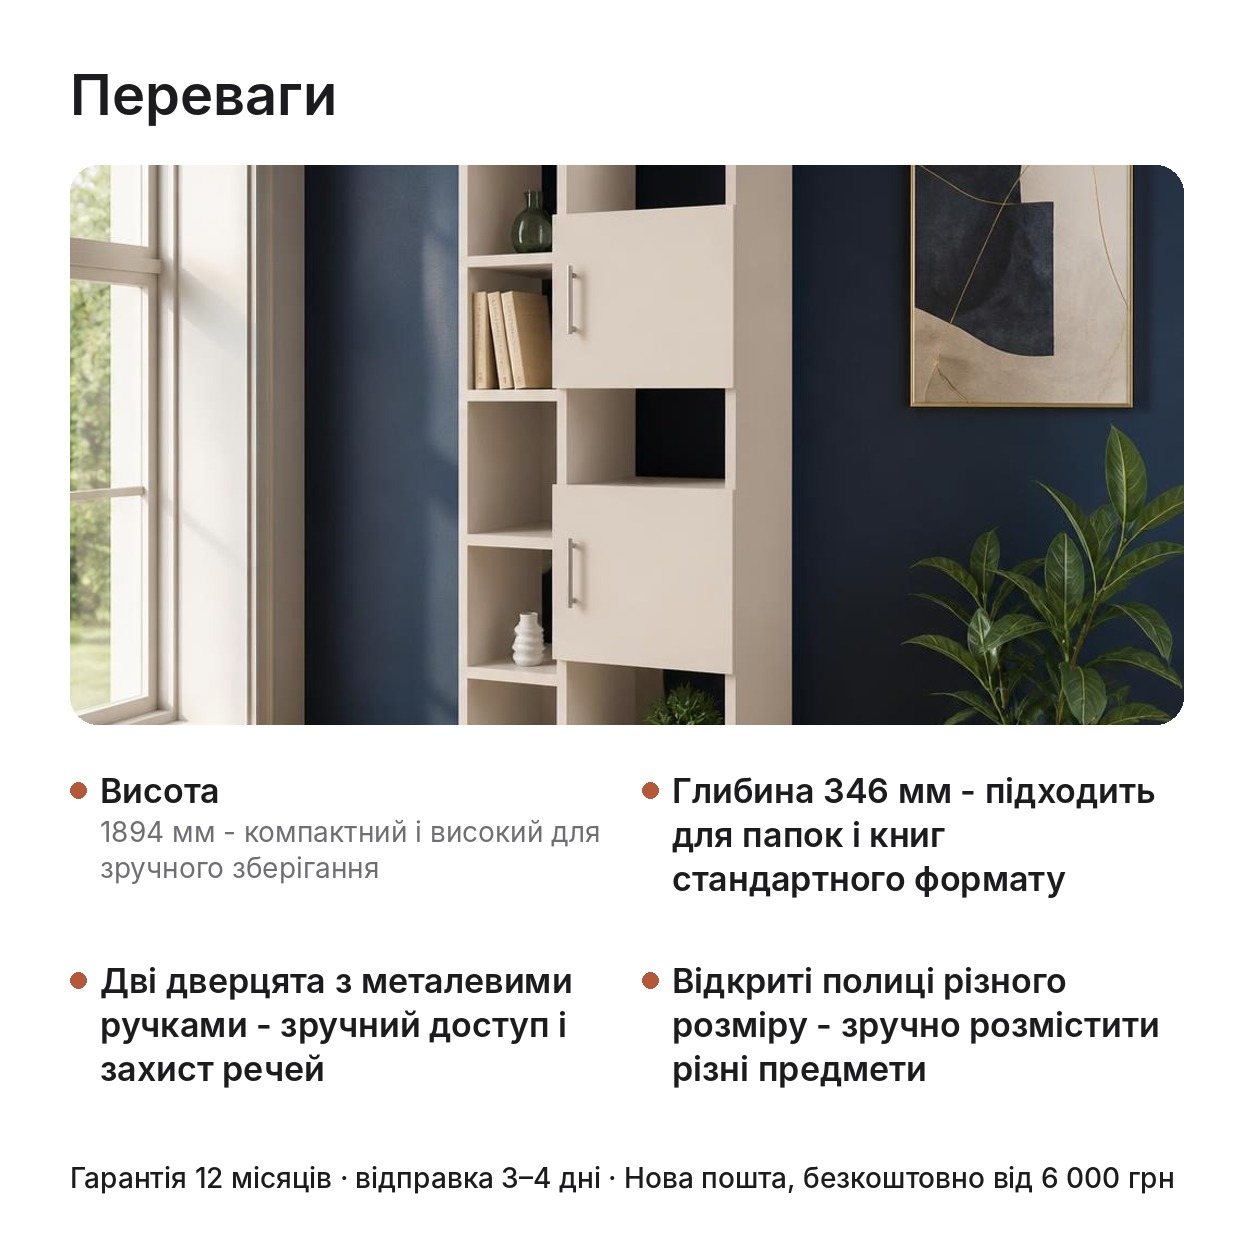 Переваги
Висота
1894 мм - компактний і високий для
зручного зберігання
Глибина 346 мм - підходить
для папок і книг
стандартного формату
Дві дверцята з металевими
ручками - зручний доступ і
захист речей
Відкриті полиці різного
розміру - зручно розмістити
різні предмети
Гарантія 12 місяців · відправка 3–4 дні · Нова пошта, безкоштовно від 6 000 грн